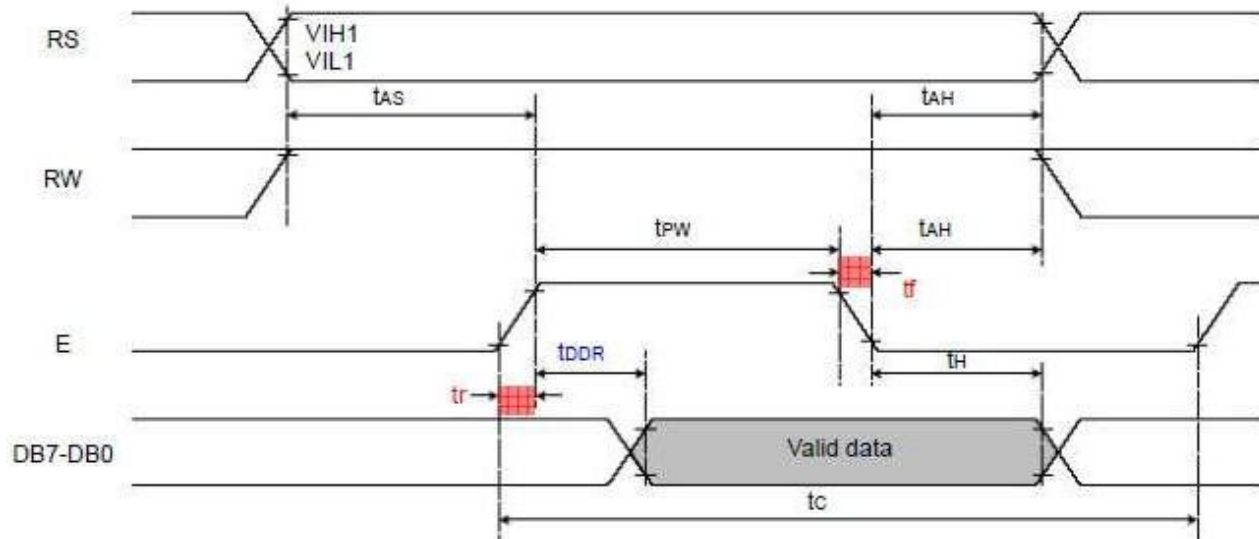 RS
VIH1
VIL1
tAS
tAH
RW
tPW
tAH
tf
E
tDDR
tH
tr
DB7-DB0
Valid data
tC